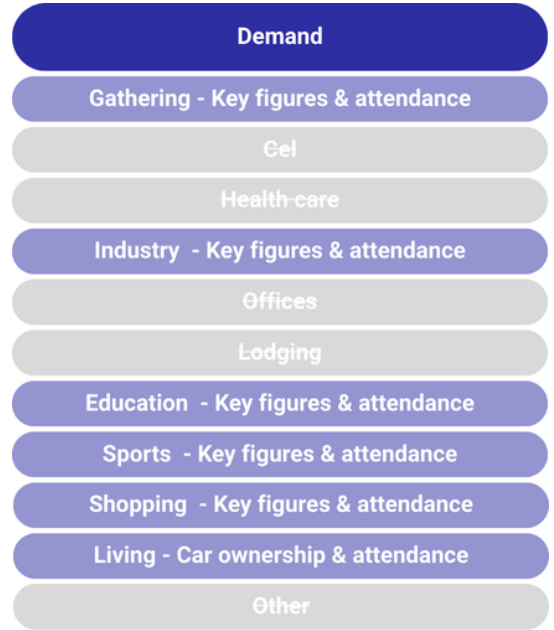 Demand
Gathering - Key figures & attendance
Cel
Health care
Industry - Key figures & attendance
Offices
Lodging
Education - Key figures & attendance
Sports - Key figures & attendance
Shopping - Key figures & attendance
Living - Car ownership & attendance
Other